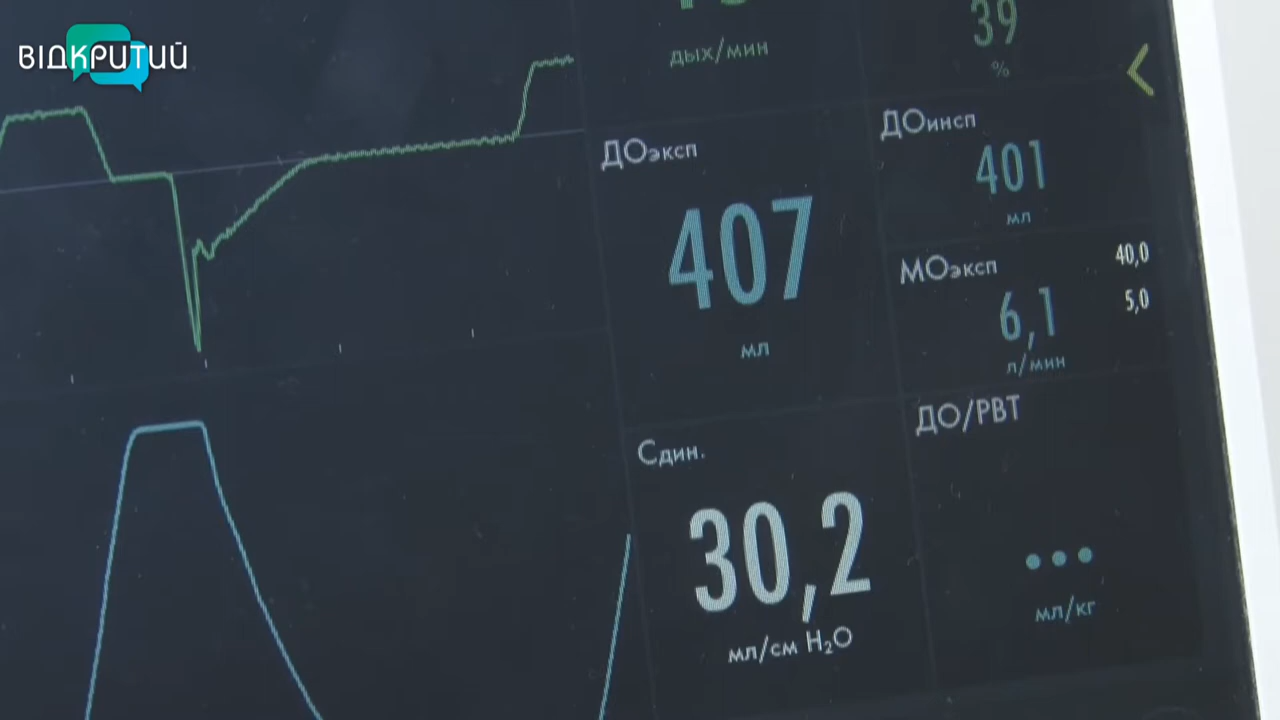 ВІДКРИТИЙ
дых/мин
39
%
ДОэксп
407
мл
ДОинсп
401
мл
МОэксп
40,0
5,0
6,1
л/мин
Сдин.
30,2
мл/см H₂O
ДО/РВТ
•••
мл/кг